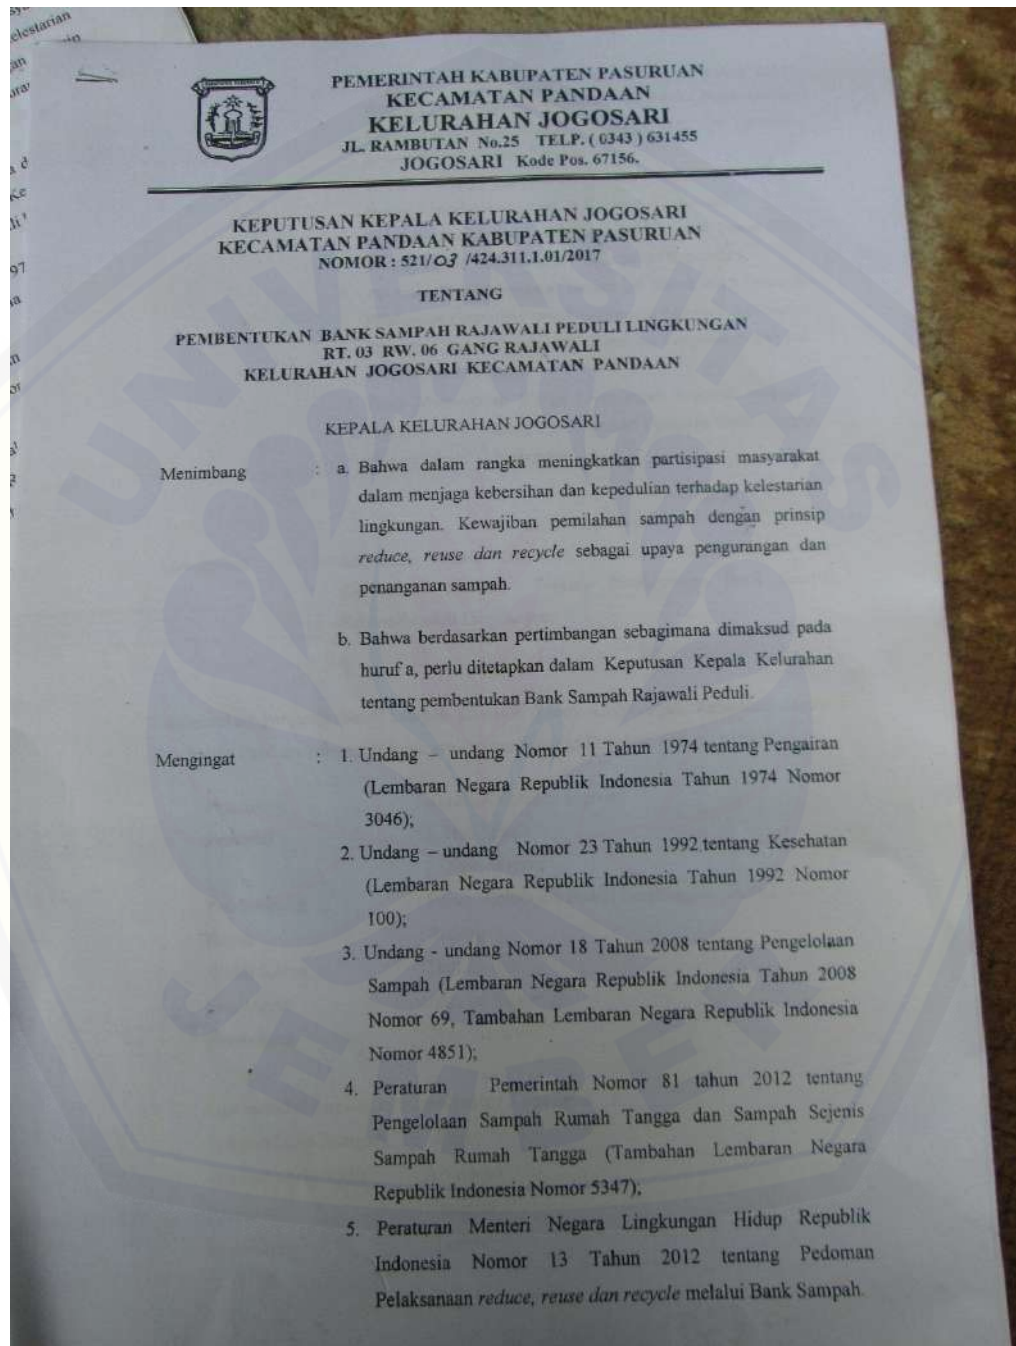 elestarian
PEMERINTAH KABUPATEN PASURUAN
KECAMATAN PANDAAN
KELURAHAN JOGOSARI
JL. RAMBUTAN No.25 TELP. ( 0343 ) 631455
JOGOSARI Kode Pos. 67156.
KEPUTUSAN KEPALA KELURAHAN JOGOSARI
KECAMATAN PANDAAN KABUPATEN PASURUAN
NOMOR : 521/03 /424.311.1.01/2017
TENTANG
PEMBENTUKAN BANK SAMPAH RAJAWALI PEDULI LINGKUNGAN
RT. 03 RW. 06 GANG RAJAWALI
KELURAHAN JOGOSARI KECAMATAN PANDAAN
KEPALA KELURAHAN JOGOSARI
Menimbang : a. Bahwa dalam rangka meningkatkan partisipasi masyarakat
dalam menjaga kebersihan dan kepedulian terhadap kelestarian
lingkungan. Kewajiban pemilahan sampah dengan prinsip
reduce, reuse dan recycle sebagai upaya pengurangan dan
penanganan sampah.
b. Bahwa berdasarkan pertimbangan sebagimana dimaksud pada
huruf a, perlu ditetapkan dalam Keputusan Kepala Kelurahan
tentang pembentukan Bank Sampah Rajawali Peduli.
Mengingat : 1. Undang – undang Nomor 11 Tahun 1974 tentang Pengairan
(Lembaran Negara Republik Indonesia Tahun 1974 Nomor
3046);
2. Undang – undang Nomor 23 Tahun 1992 tentang Kesehatan
(Lembaran Negara Republik Indonesia Tahun 1992 Nomor
100);
3. Undang - undang Nomor 18 Tahun 2008 tentang Pengelolaan
Sampah (Lembaran Negara Republik Indonesia Tahun 2008
Nomor 69, Tambahan Lembaran Negara Republik Indonesia
Nomor 4851);
4. Peraturan Pemerintah Nomor 81 tahun 2012 tentang
Pengelolaan Sampah Rumah Tangga dan Sampah Sejenis
Sampah Rumah Tangga (Tambahan Lembaran Negara
Republik Indonesia Nomor 5347);
5. Peraturan Menteri Negara Lingkungan Hidup Republik
Indonesia Nomor 13 Tahun 2012 tentang Pedoman
Pelaksanaan reduce, reuse dan recycle melalui Bank Sampah.
UNIVERSITAS
JEMBER